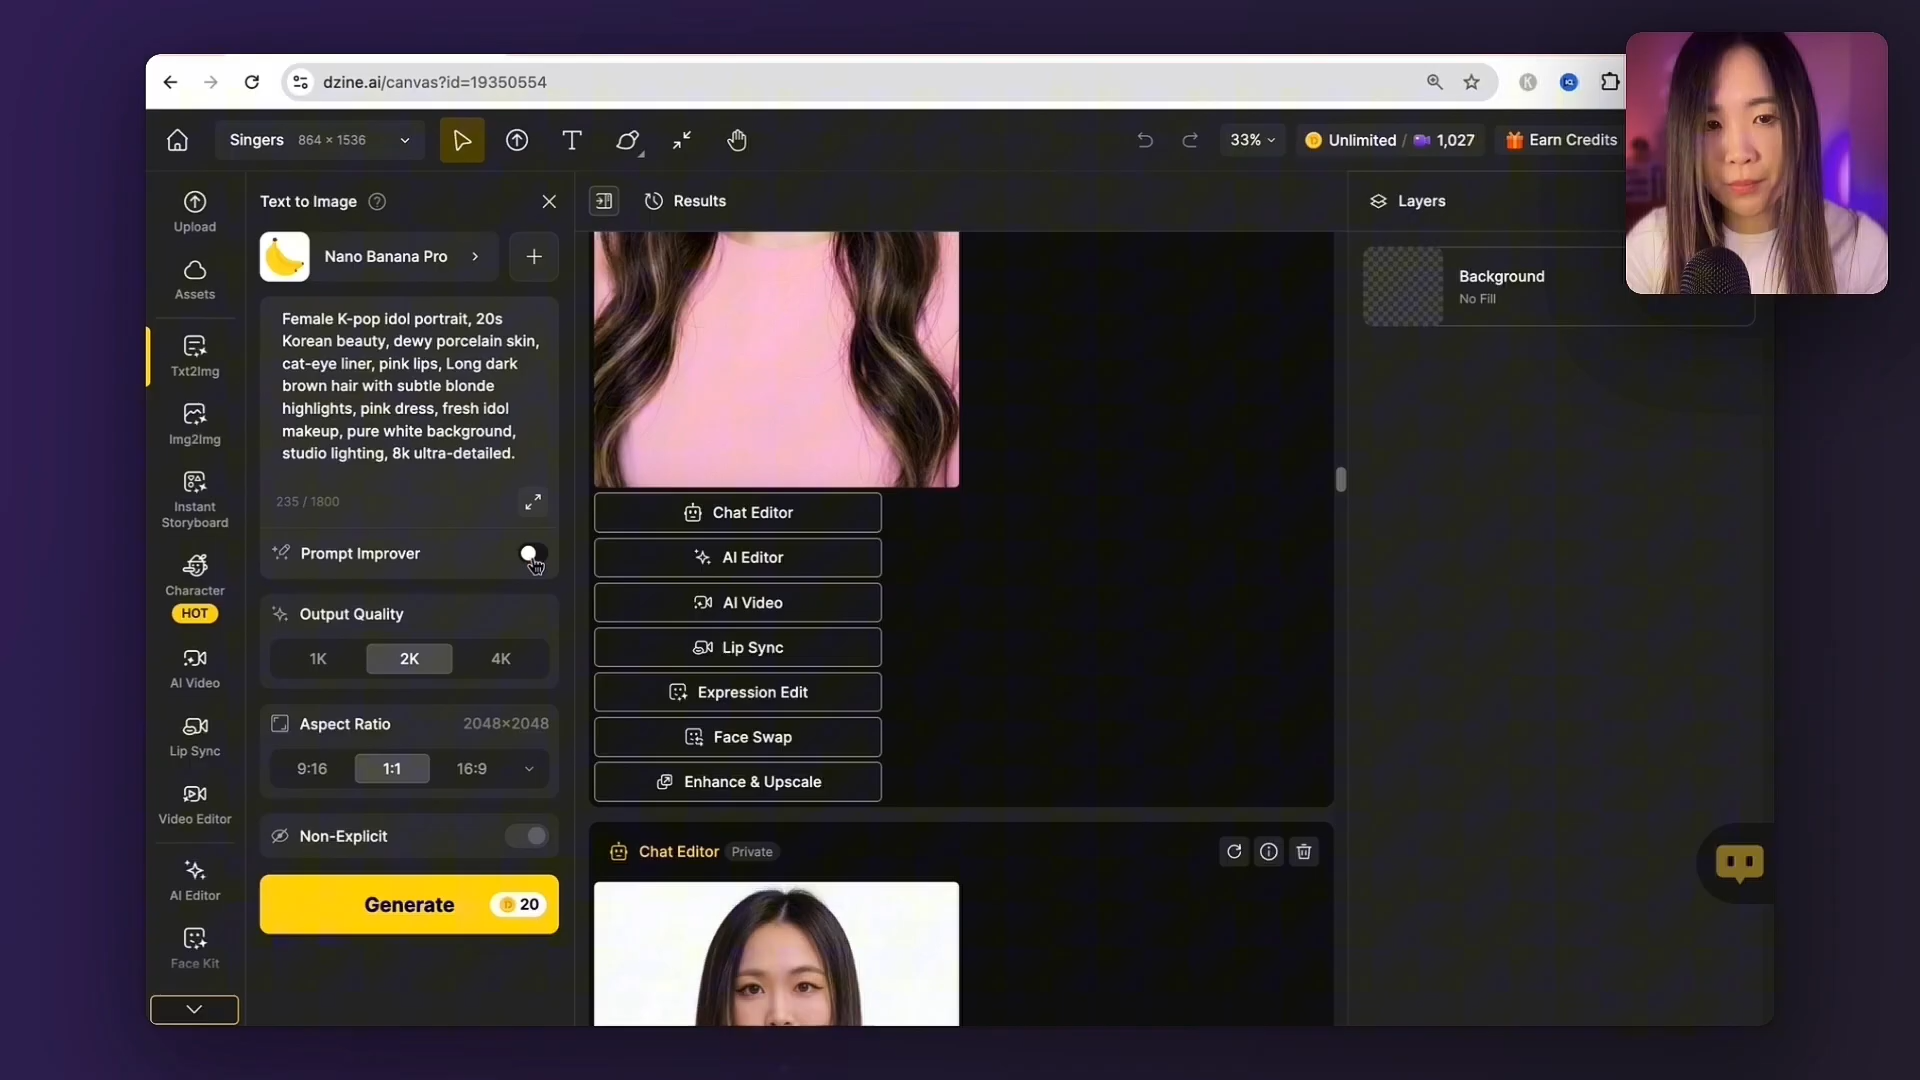 dzine.ai/canvas?id=19350554
Singers 864 × 1536
33%
Unlimited / 1,027
Earn Credits
Upload
Assets
Txt2Img
Img2Img
Instant
Storyboard
Character
HOT
AI Video
Lip Sync
Video Editor
AI Editor
Face Kit
Text to Image
Nano Banana Pro
Female K-pop idol portrait, 20s
Korean beauty, dewy porcelain skin,
cat-eye liner, pink lips, Long dark
brown hair with subtle blonde
highlights, pink dress, fresh idol
makeup, pure white background,
studio lighting, 8k ultra-detailed.
235 / 1800
Prompt Improver
Output Quality
1K 2K 4K
Aspect Ratio 2048×2048
9:16 1:1 16:9
Non-Explicit
Generate 20
Results
Chat Editor
AI Editor
AI Video
Lip Sync
Expression Edit
Face Swap
Enhance & Upscale
Chat Editor Private
Layers
Background
No Fill